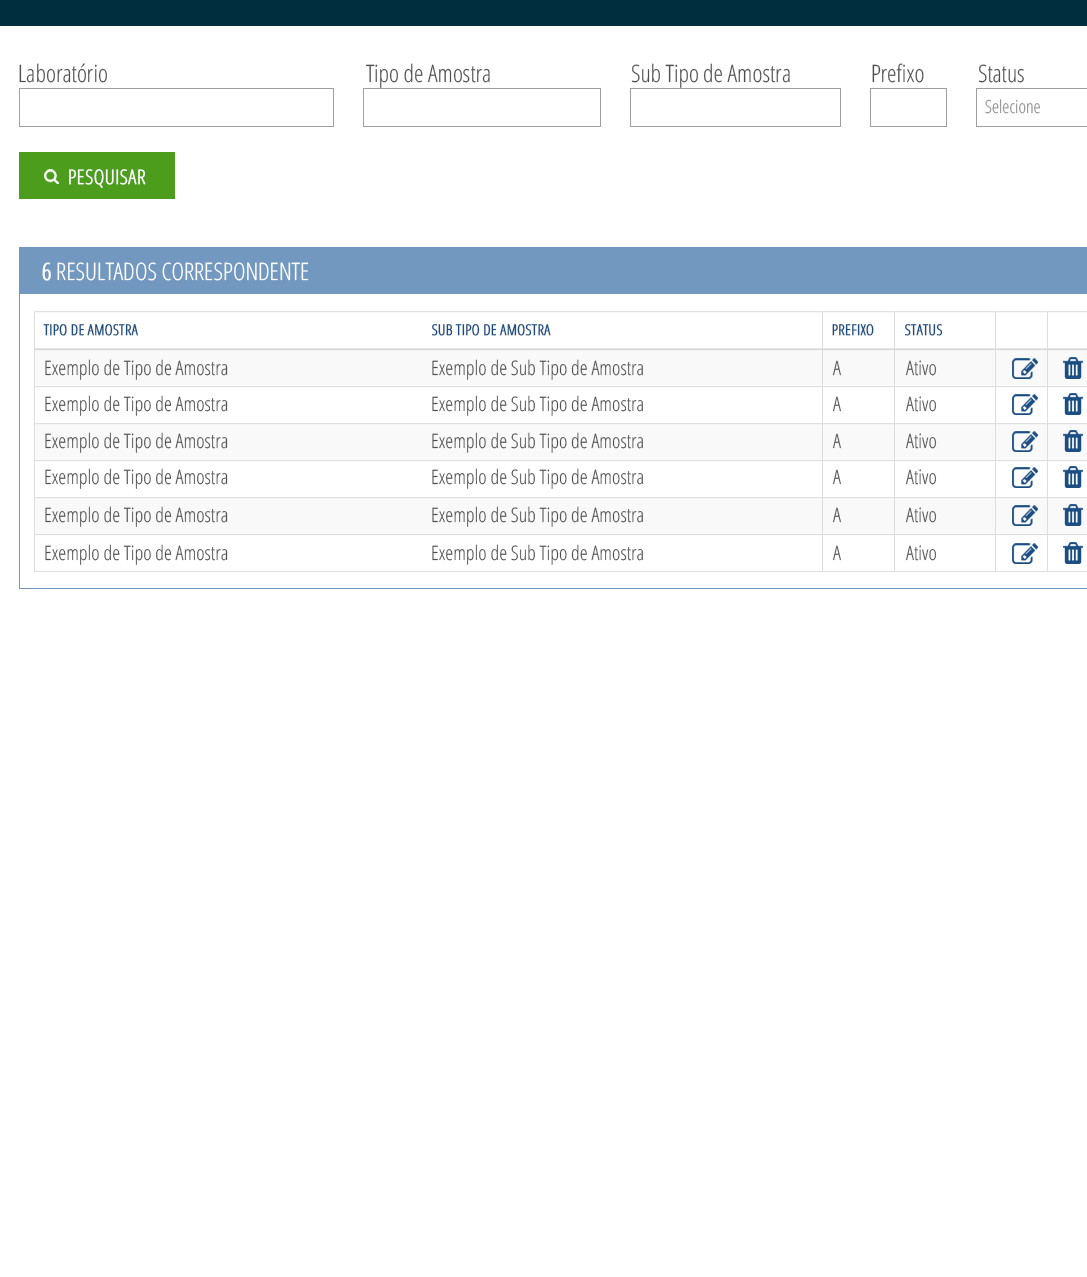 Laboratório Tipo de Amostra Sub Tipo de Amostra Prefixo Status
Selecione
PESQUISAR
6 RESULTADOS CORRESPONDENTE
TIPO DE AMOSTRA SUB TIPO DE AMOSTRA PREFIXO STATUS
Exemplo de Tipo de Amostra Exemplo de Sub Tipo de Amostra A Ativo
Exemplo de Tipo de Amostra Exemplo de Sub Tipo de Amostra A Ativo
Exemplo de Tipo de Amostra Exemplo de Sub Tipo de Amostra A Ativo
Exemplo de Tipo de Amostra Exemplo de Sub Tipo de Amostra A Ativo
Exemplo de Tipo de Amostra Exemplo de Sub Tipo de Amostra A Ativo
Exemplo de Tipo de Amostra Exemplo de Sub Tipo de Amostra A Ativo